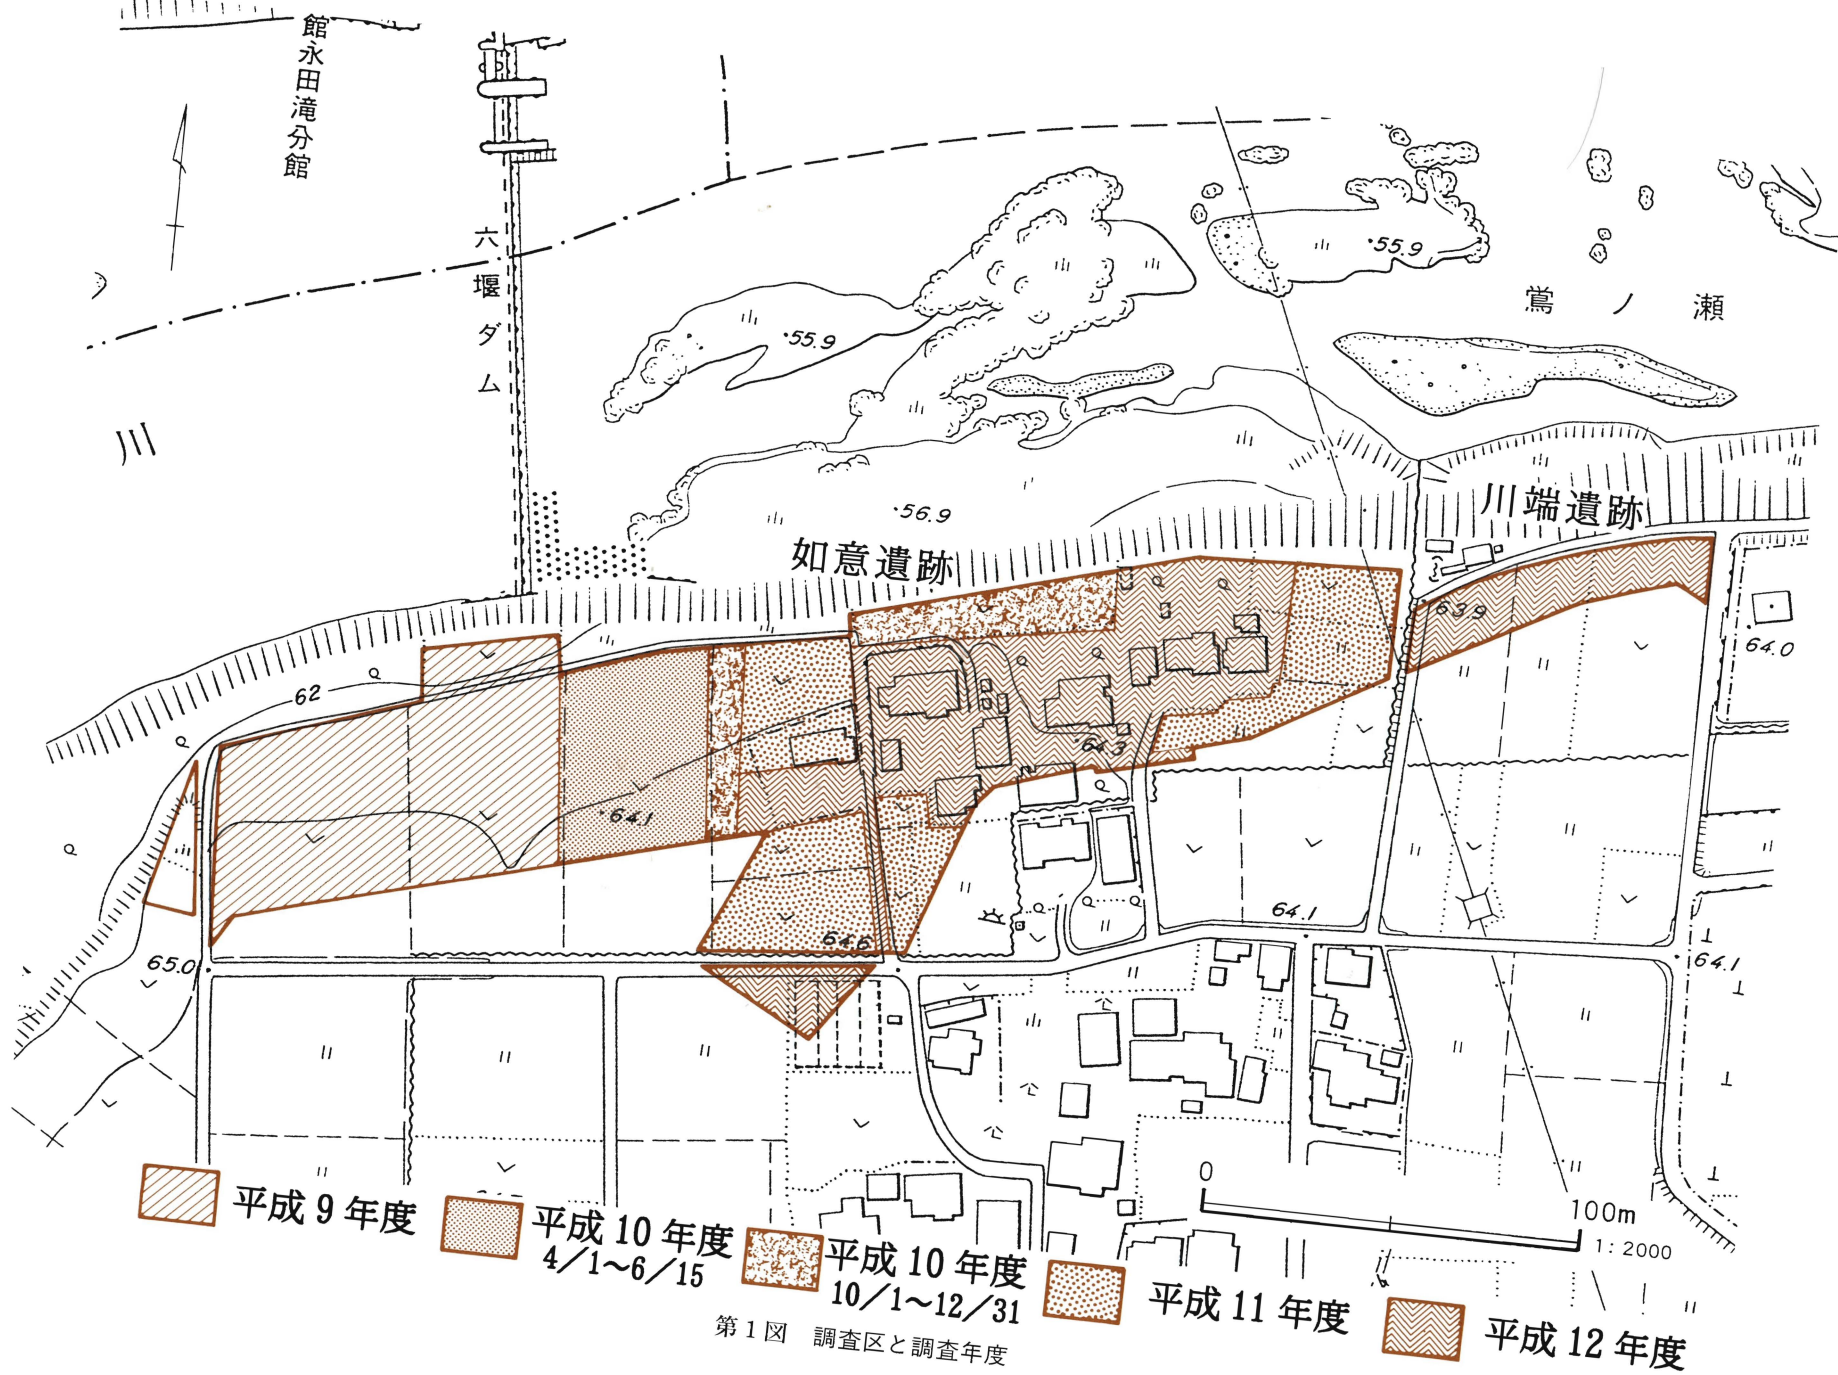 館永田滝分館
六堰ダム
川
鴬ノ瀬
55.9
55.9
56.9
川端遺跡
如意遺跡
63.9
64.0
62
64.3
64.1
64.6
64.1
65.0
64.1
0
100m
1:2000
平成9年度
平成10年度
4/1～6/15
平成10年度
10/1～12/31
平成11年度
平成12年度
第1図 調査区と調査年度